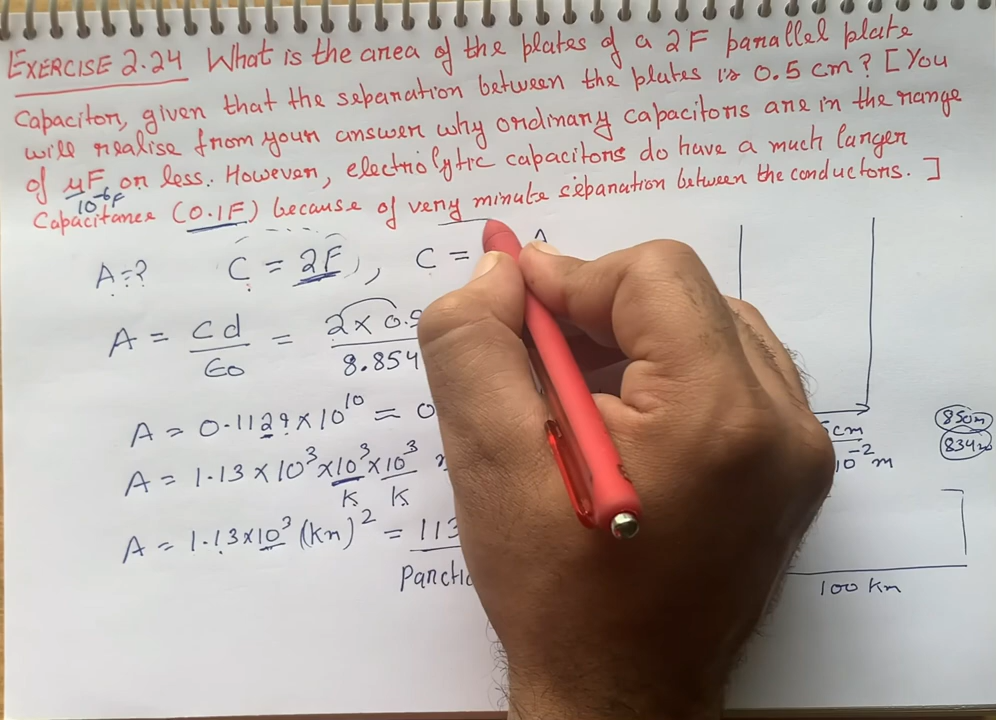 EXERCISE 2.24 What is the area of the plates of a 2F parallel plate
capacitor, given that the separation between the plates is 0.5 cm? [You
will realise from your answer why ordinary capacitors are in the range
of μF or less. However, electrolytic capacitors do have a much larger
10⁻⁶F
Capacitance (0.1F) because of very minute separation between the conductors.]
A=? C = 2F), C = A
A = Cd/ε₀ = 2 × 0.5/8.854
A = 0.1129 × 10¹⁰ = 0
850m
834m
cm
10⁻² m
A = 1.13 × 10³ × 10³ × 10³
K K
A = 1.13×10³ (km)² = 113
100 Km